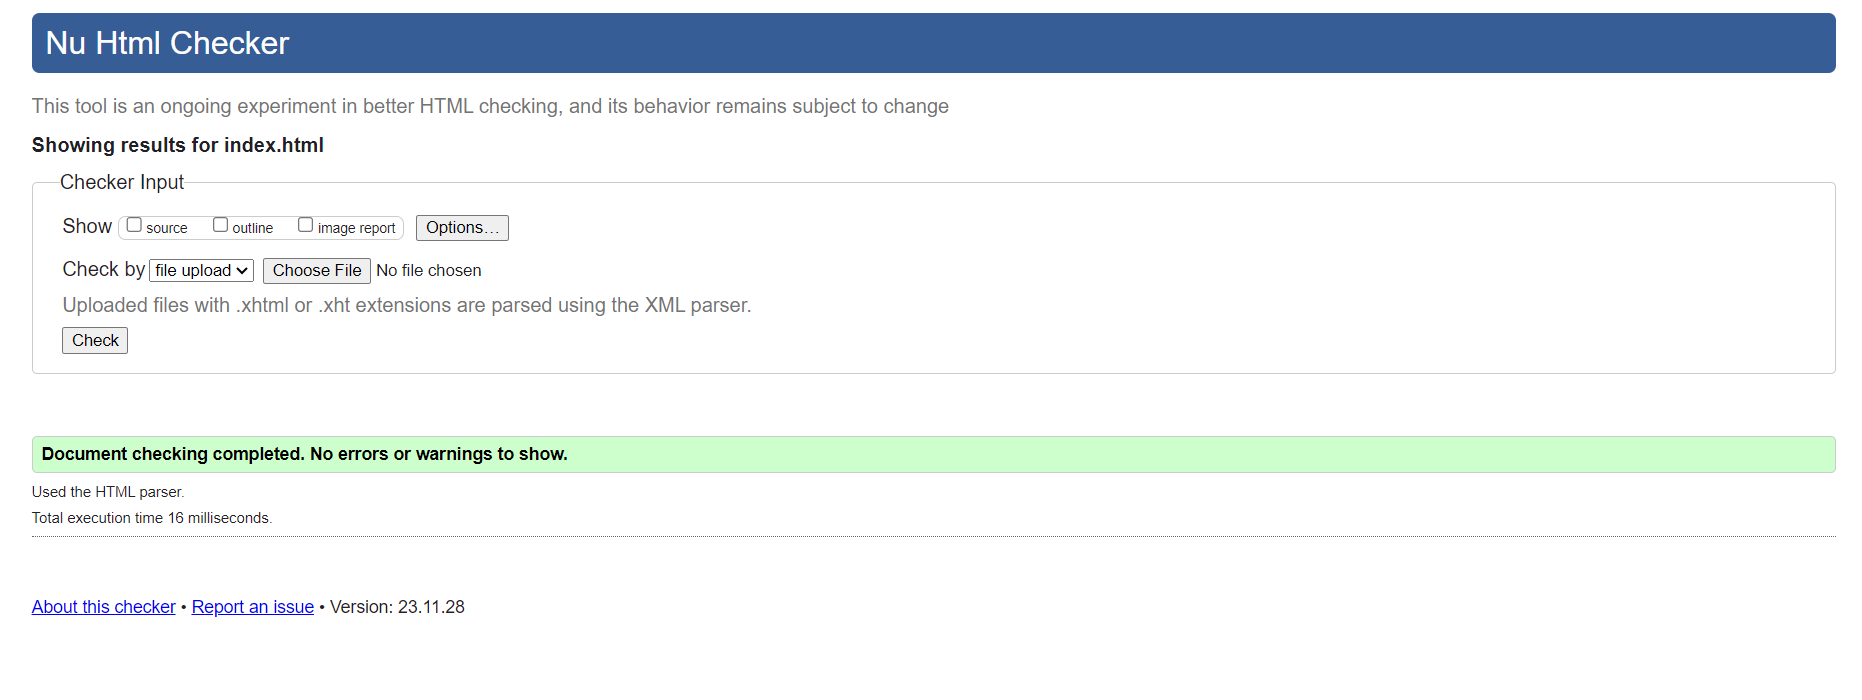 Nu Html Checker
This tool is an ongoing experiment in better HTML checking, and its behavior remains subject to change
Showing results for index.html
Checker Input
Show source outline image report Options…
Check by file upload Choose File No file chosen
Uploaded files with .xhtml or .xht extensions are parsed using the XML parser.
Check
Document checking completed. No errors or warnings to show.
Used the HTML parser.
Total execution time 16 milliseconds.
About this checker • Report an issue • Version: 23.11.28